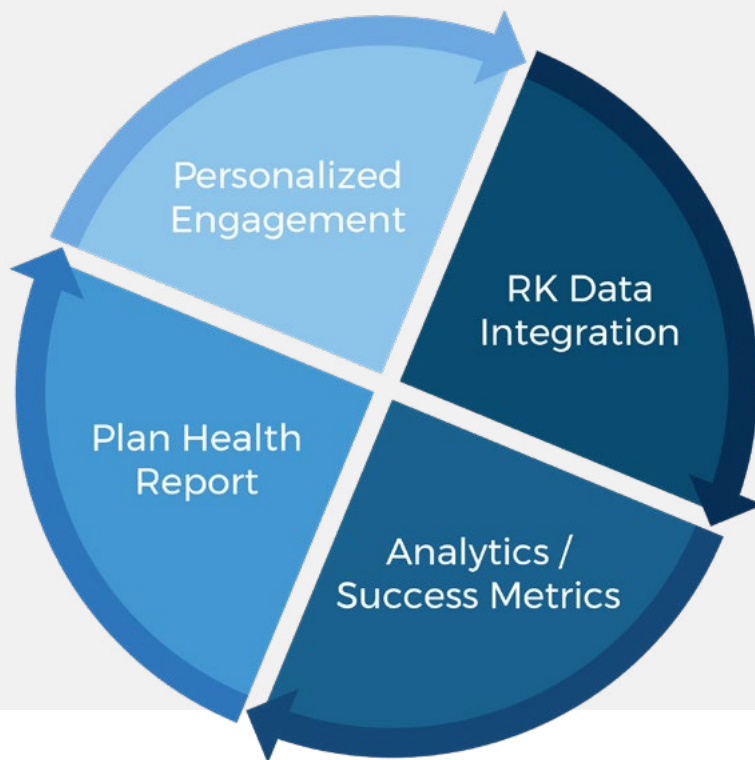 Personalized
Engagement
RK Data
Integration
Plan Health
Report
Analytics /
Success Metrics